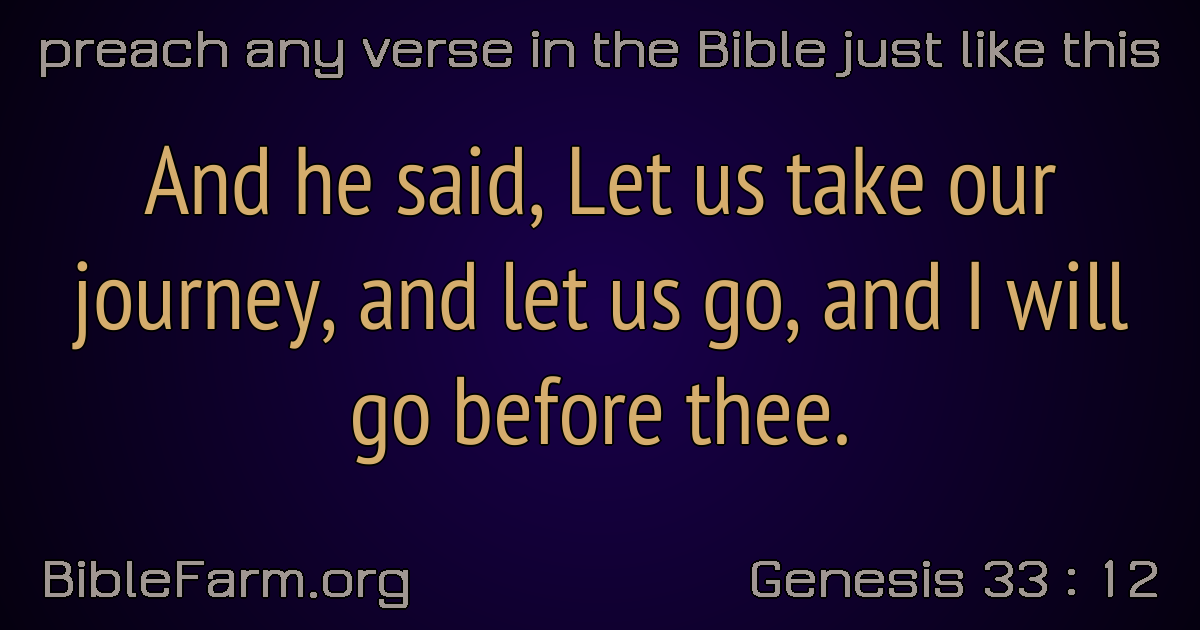 preach any verse in the Bible just like this
And he said, Let us take our
journey, and let us go, and I will
go before thee.
BibleFarm.org
Genesis 33 : 12